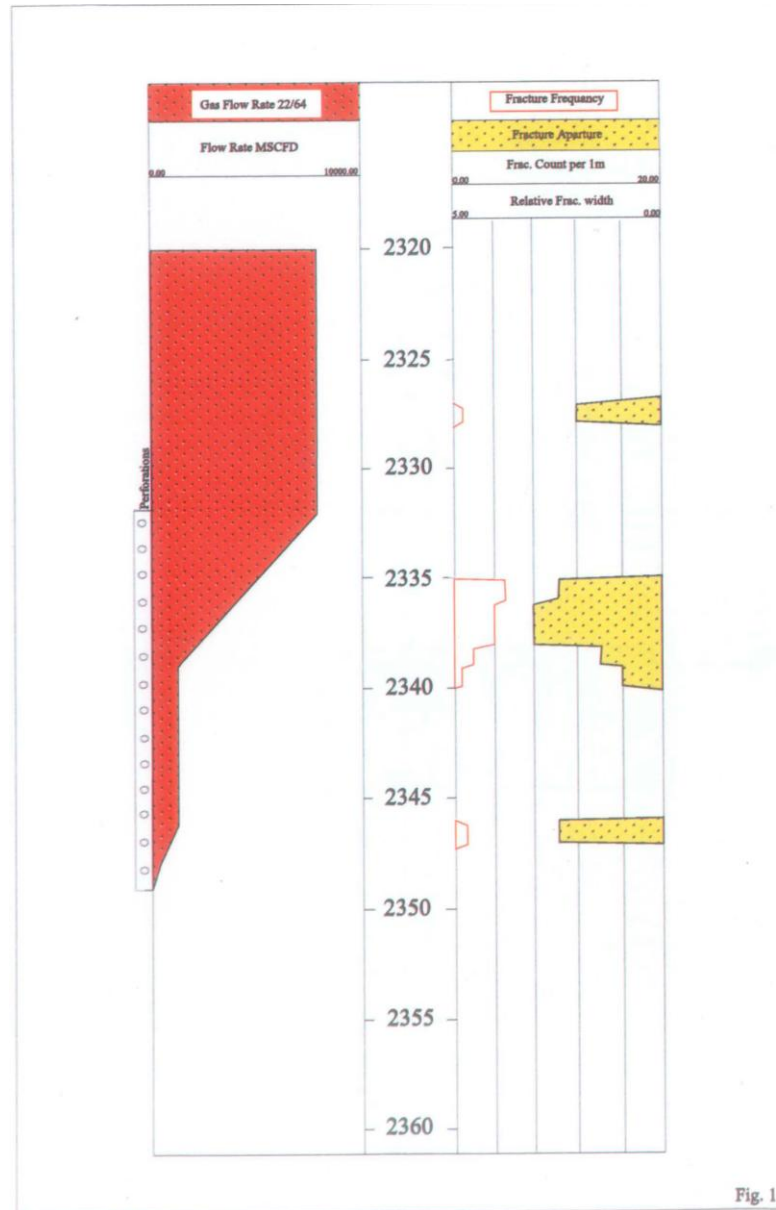 Gas Flow Rate 22/64
Flow Rate MSCFD
0.00 10000.00
Fracture Frequancy
Fracture Aparture
Frac. Count per 1m
0.00 20.00
Relative Frac. width
5.00 0.00
Perforations
2320
2325
2330
2335
2340
2345
2350
2355
2360
Fig. 1